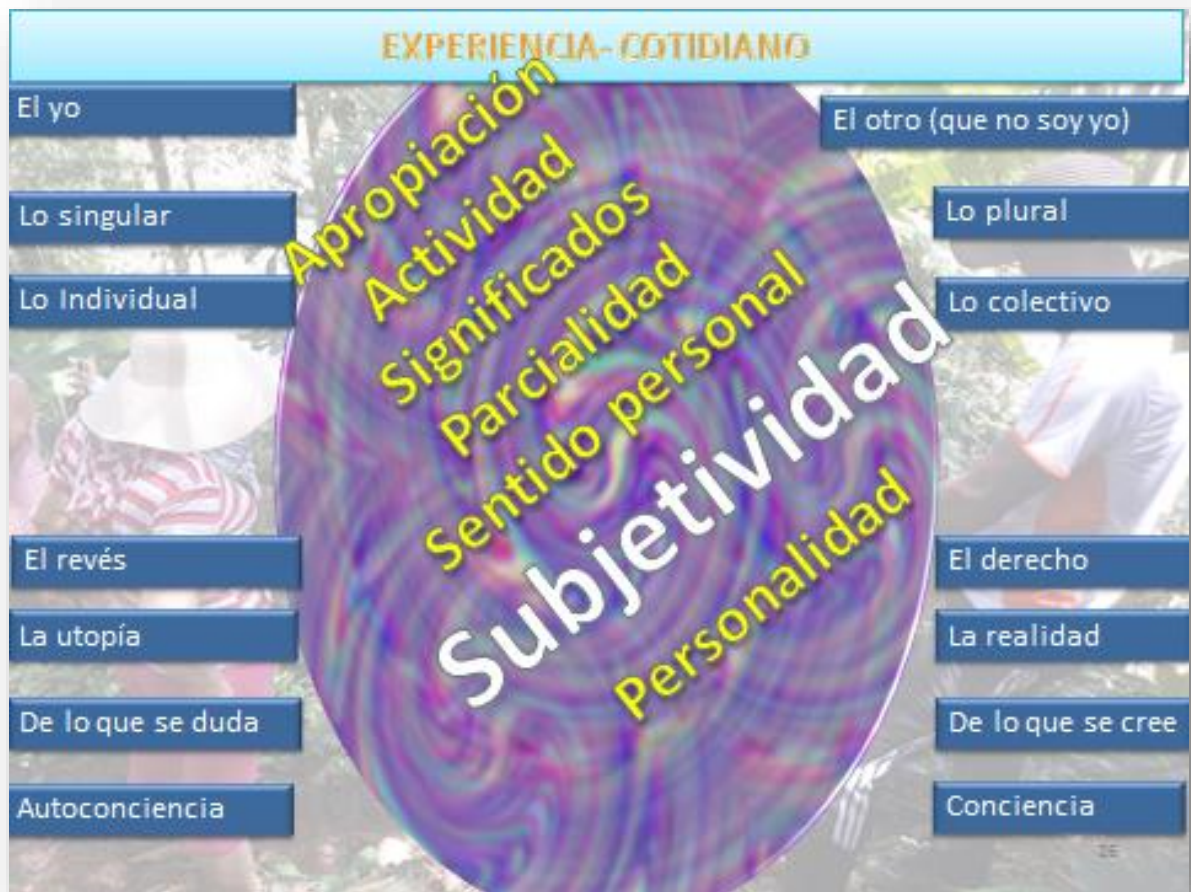 EXPERIENCIA- COTIDIANO
El yo
El otro (que no soy yo)
Lo singular
Lo plural
Lo Individual
Lo colectivo
Apropiación
Actividad
Significados
Parcialidad
Sentido personal
Subjetividad
Personalidad
El revés
El derecho
La utopía
La realidad
De lo que se duda
De lo que se cree
Autoconciencia
Conciencia
26